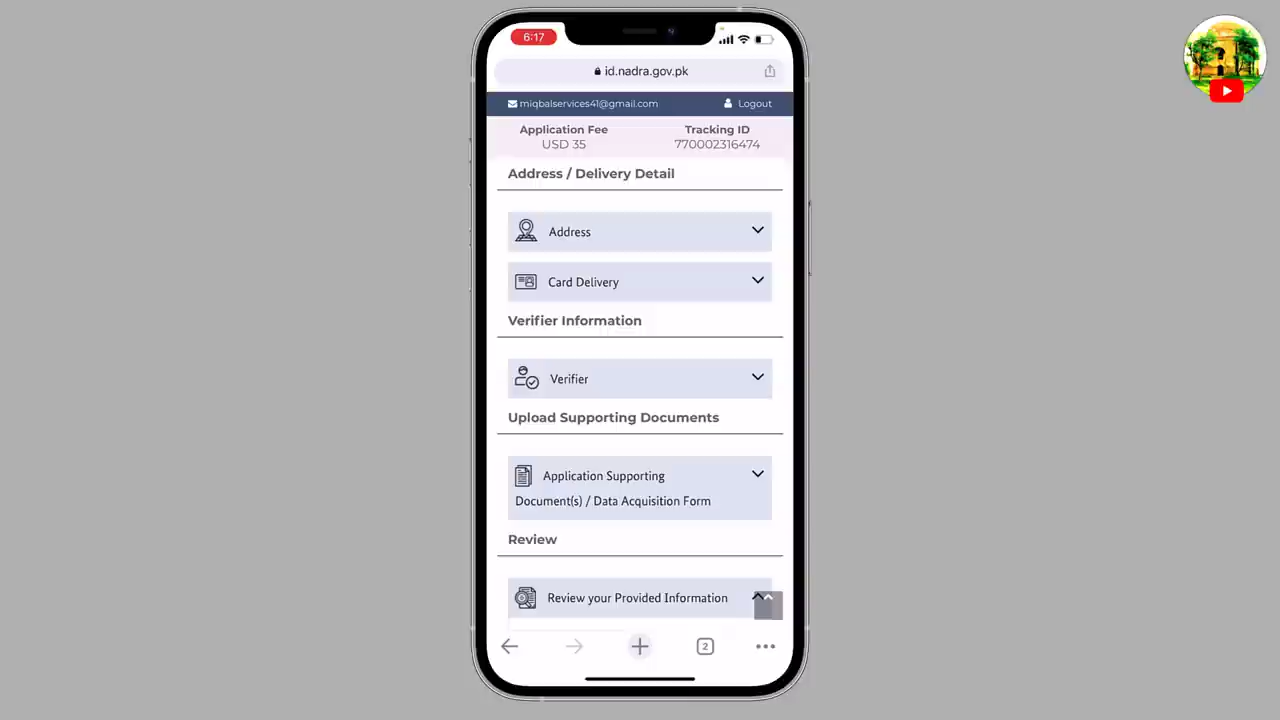 6:17
id.nadra.gov.pk
miqbalservices41@gmail.com Logout
Application Fee Tracking ID
USD 35 770002316474
Address / Delivery Detail
Address
Card Delivery
Verifier Information
Verifier
Upload Supporting Documents
Application Supporting
Document(s) / Data Acquisition Form
Review
Review your Provided Information
2